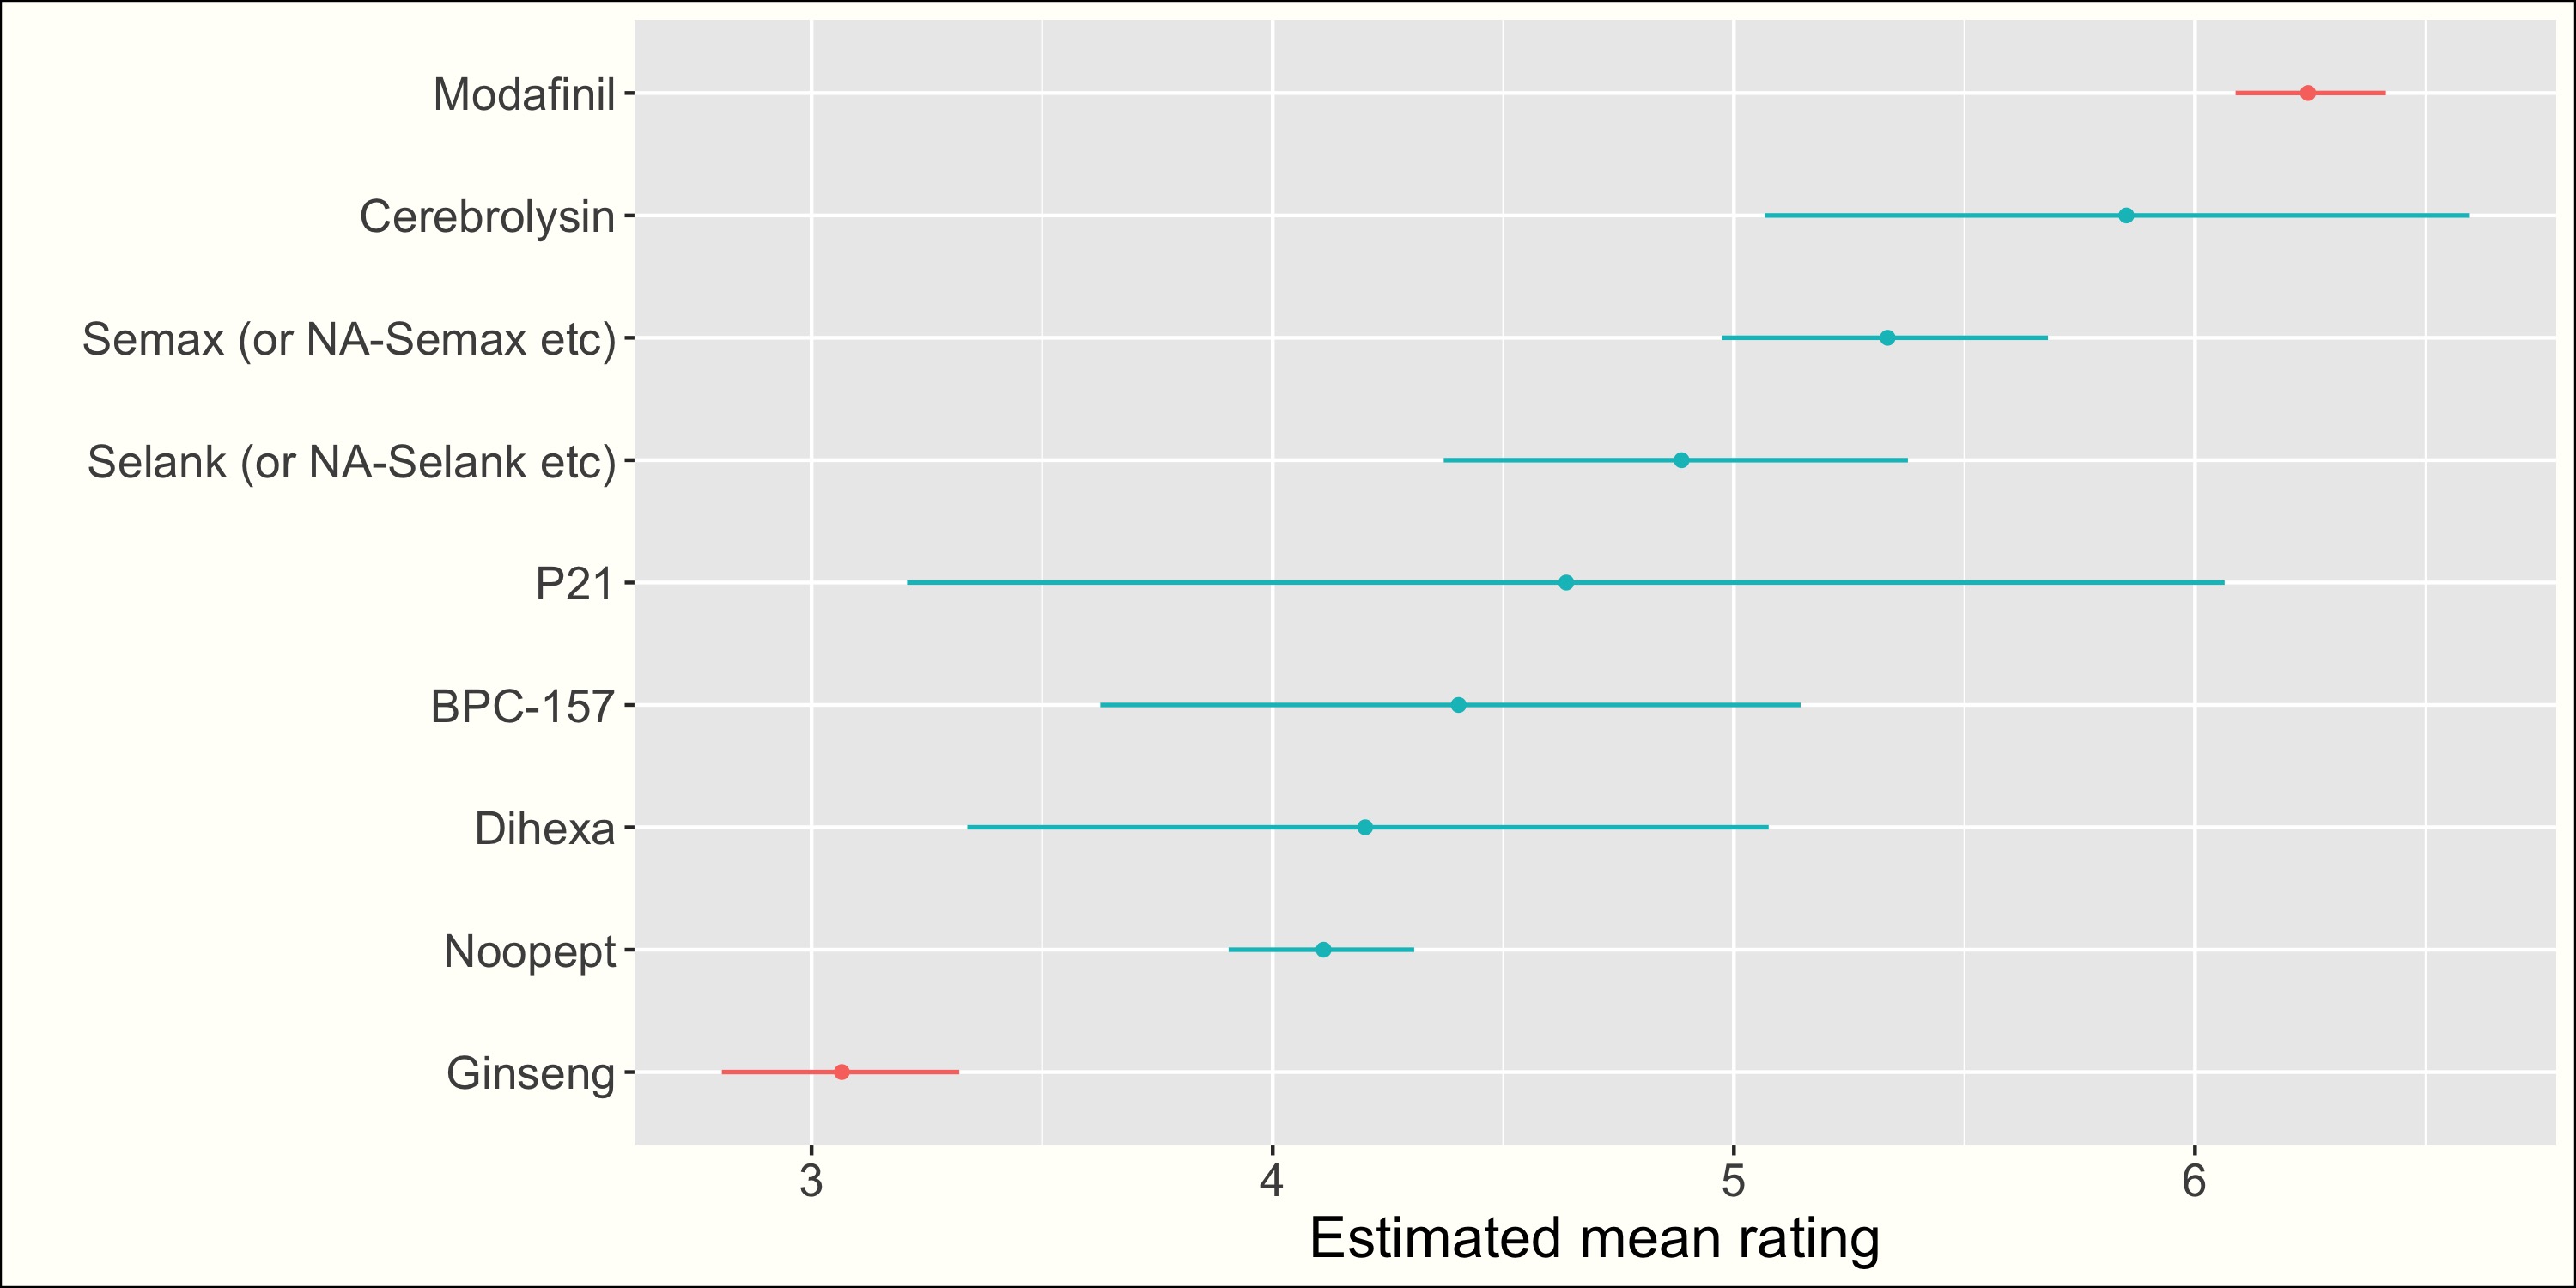 Modafinil
Cerebrolysin
Semax (or NA-Semax etc)
Selank (or NA-Selank etc)
P21
BPC-157
Dihexa
Noopept
Ginseng
3 4 5 6
Estimated mean rating